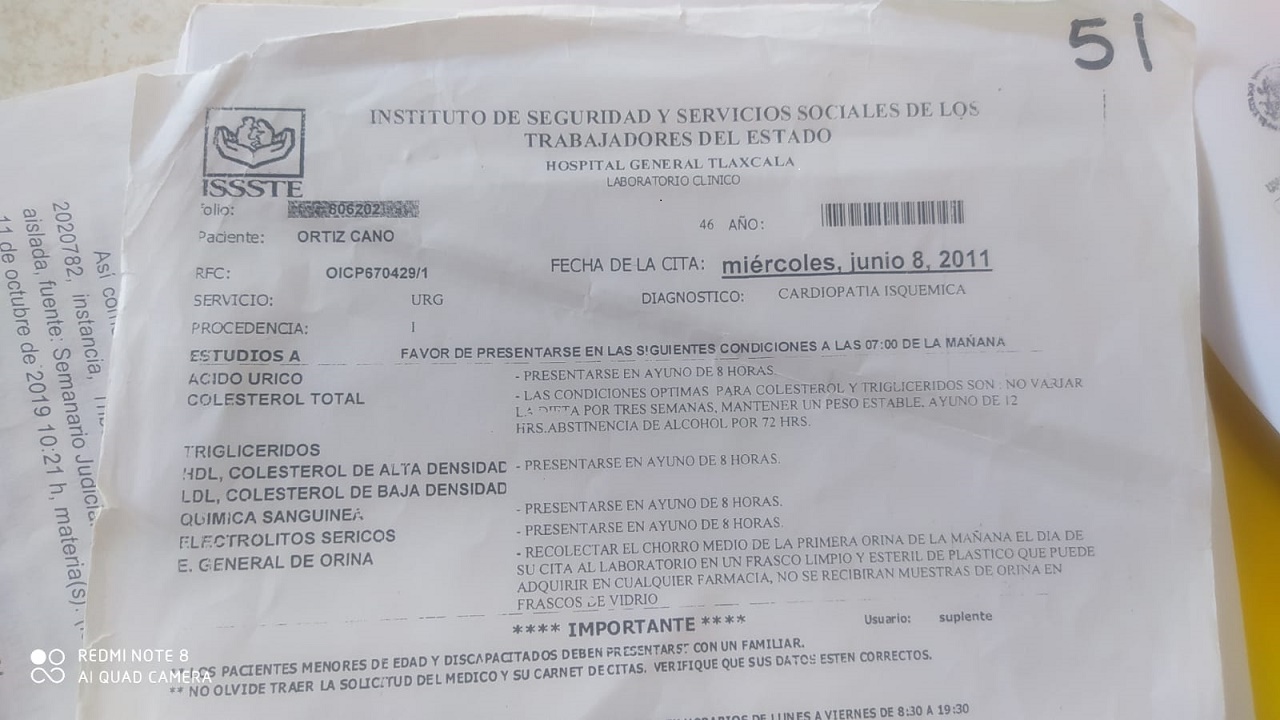 51
INSTITUTO DE SEGURIDAD Y SERVICIOS SOCIALES DE LOS
TRABAJADORES DEL ESTADO
HOSPITAL GENERAL TLAXCALA
LABORATORIO CLINICO
ISSSTE
olio: 806202
46 AÑO:
Paciente: ORTIZ CANO
FECHA DE LA CITA: miércoles, junio 8, 2011
RFC: OICP670429/1
SERVICIO: URG
DIAGNOSTICO: CARDIOPATIA ISQUEMICA
PROCEDENCIA: I
ESTUDIOS A FAVOR DE PRESENTARSE EN LAS SIGUIENTES CONDICIONES A LAS 07:00 DE LA MAÑANA
ACIDO URICO - PRESENTARSE EN AYUNO DE 8 HORAS.
COLESTEROL TOTAL - LAS CONDICIONES OPTIMAS PARA COLESTEROL Y TRIGLICERIDOS SON : NO VARIAR
LA DIETA POR TRES SEMANAS, MANTENER UN PESO ESTABLE, AYUNO DE 12
HRS.ABSTINENCIA DE ALCOHOL POR 72 HRS.
TRIGLICERIDOS
HDL, COLESTEROL DE ALTA DENSIDAD - PRESENTARSE EN AYUNO DE 8 HORAS.
LDL, COLESTEROL DE BAJA DENSIDAD
QUIMICA SANGUINEA - PRESENTARSE EN AYUNO DE 8 HORAS.
ELECTROLITOS SERICOS - PRESENTARSE EN AYUNO DE 8 HORAS.
E. GENERAL DE ORINA - RECOLECTAR EL CHORRO MEDIO DE LA PRIMERA ORINA DE LA MAÑANA EL DIA DE
SU CITA AL LABORATORIO EN UN FRASCO LIMPIO Y ESTERIL DE PLASTICO QUE PUEDE
ADQUIRIR EN CUALQUIER FARMACIA, NO SE RECIBIRAN MUESTRAS DE ORINA EN
FRASCOS DE VIDRIO
**** IMPORTANTE ****
Usuario: suplente
LOS PACIENTES MENORES DE EDAD Y DISCAPACITADOS DEBEN PRESENTARSE CON UN FAMILIAR.
** NO OLVIDE TRAER LA SOLICITUD DEL MEDICO Y SU CARNET DE CITAS. VERIFIQUE QUE SUS DATOS ESTEN CORRECTOS.
EN HORARIOS DE LUNES A VIERNES DE 8:30 A 19:30
Así com
2020782, instancia,
aislada, fuente: Semanario Judicia
11 de octubre de 2019 10:21 h, materia(s):
REDMI NOTE 8
AI QUAD CAMERA